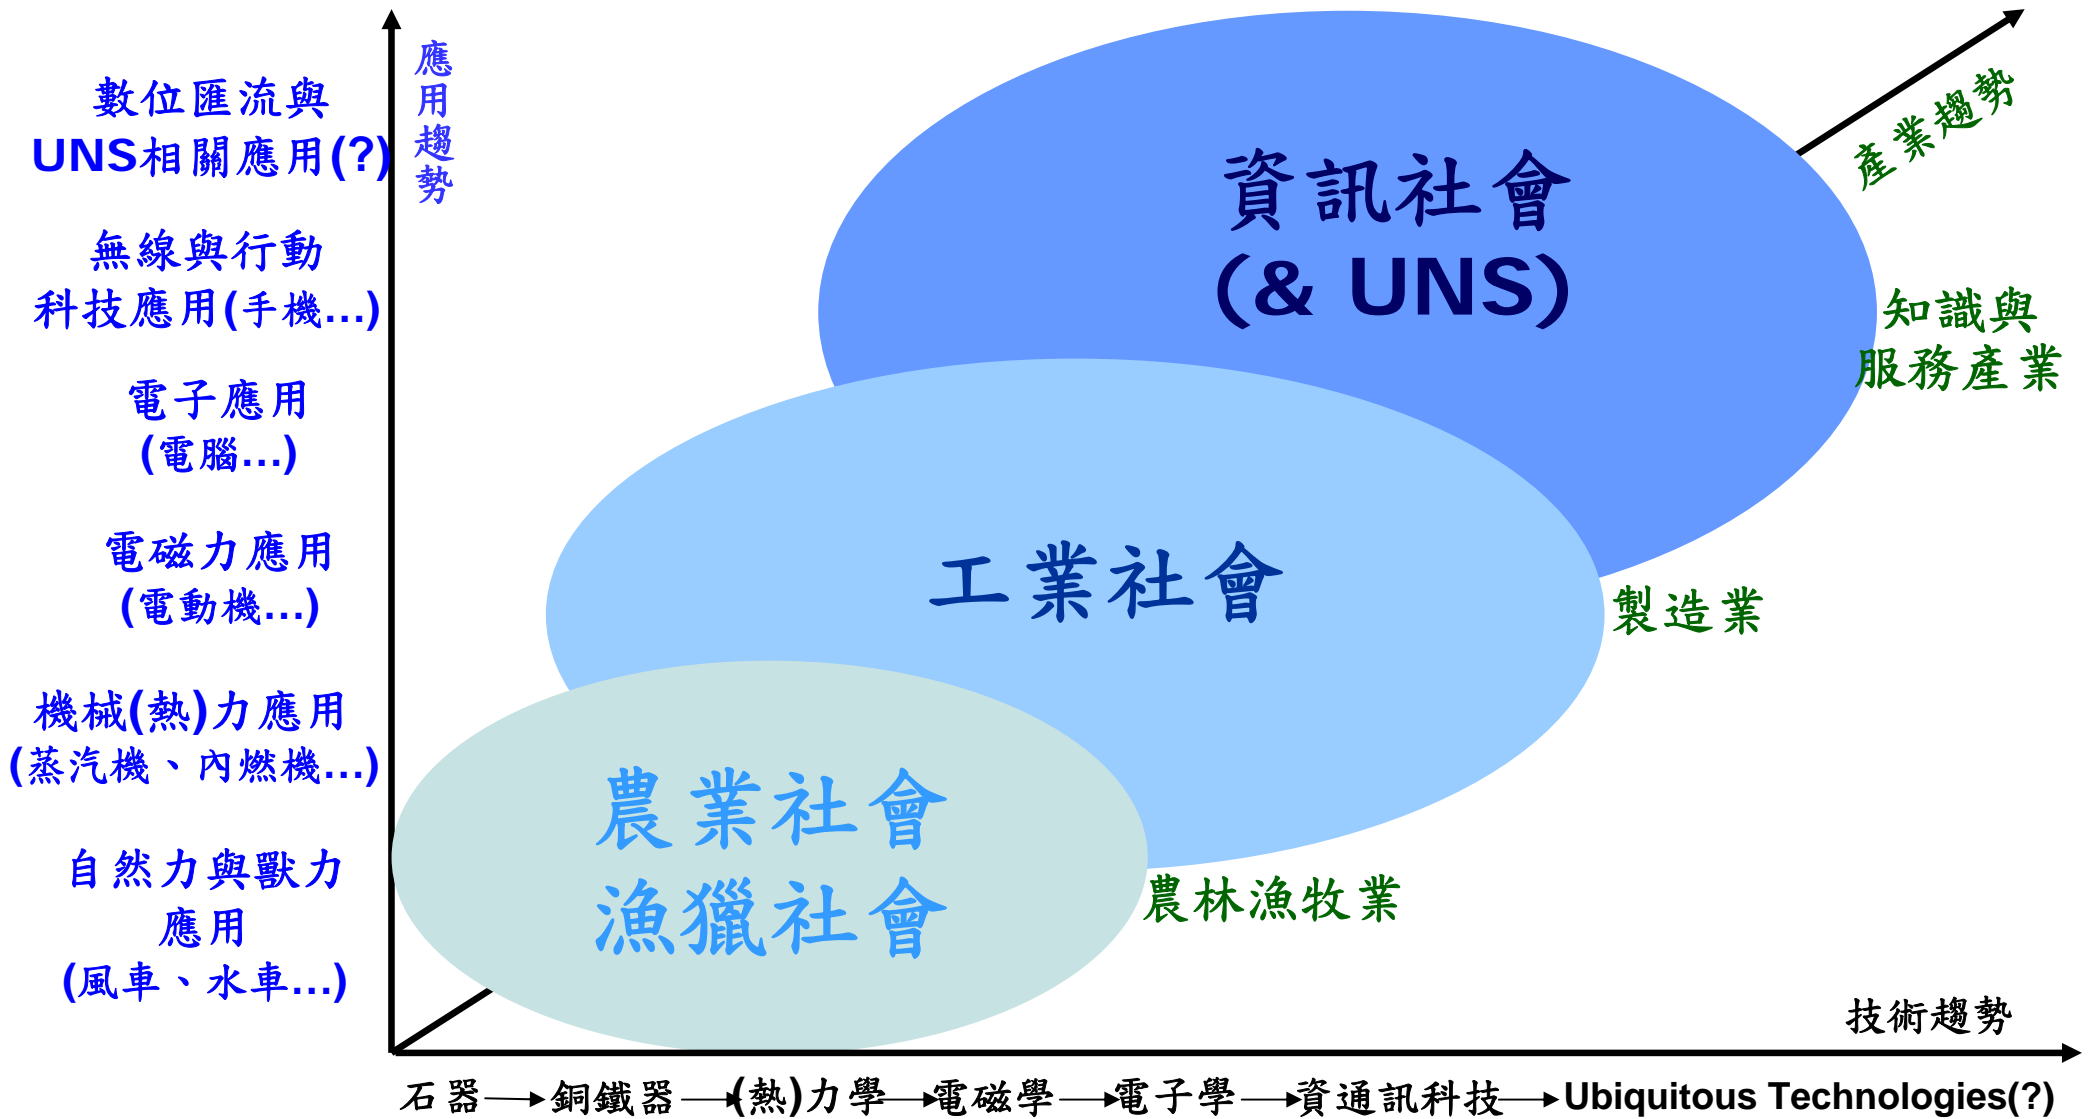 應用趨勢
數位匯流與
UNS相關應用(?)
無線與行動
科技應用(手機...)
電子應用
(電腦...)
電磁力應用
(電動機...)
機械(熱)力應用
(蒸汽機、內燃機...)
自然力與獸力
應用
(風車、水車...)
產業趨勢
資訊社會
(& UNS)
知識與
服務產業
工業社會
製造業
農業社會
漁獵社會
農林漁牧業
技術趨勢
石器 銅鐵器 (熱)力學 電磁學 電子學 資通訊科技 Ubiquitous Technologies(?)